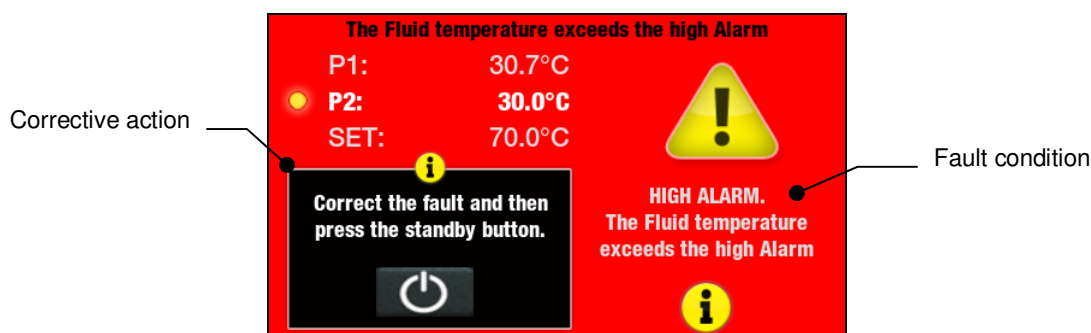 The Fluid temperature exceeds the high Alarm
P1: 30.7°C
P2: 30.0°C
SET: 70.0°C
Corrective action
Correct the fault and then
press the standby button.
Fault condition
HIGH ALARM.
The Fluid temperature
exceeds the high Alarm